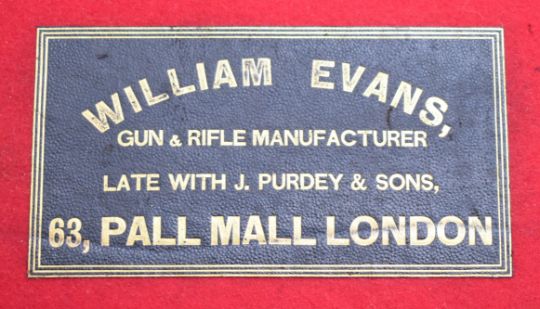 WILLIAM EVANS,
GUN & RIFLE MANUFACTURER
LATE WITH J. PURDEY & SONS,
63, PALL MALL LONDON